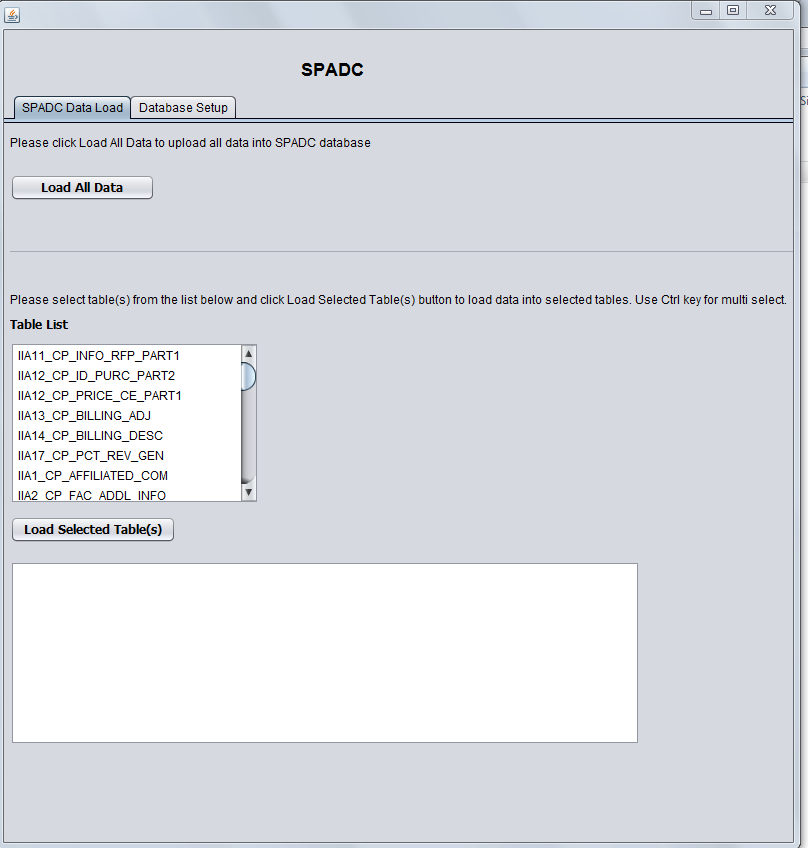 SPADC
SPADC Data Load
Database Setup
Please click Load All Data to upload all data into SPADC database
Load All Data
Please select table(s) from the list below and click Load Selected Table(s) button to load data into selected tables. Use Ctrl key for multi select.
Table List
IIA11_CP_INFO_RFP_PART1
IIA12_CP_ID_PURC_PART2
IIA12_CP_PRICE_CE_PART1
IIA13_CP_BILLING_ADJ
IIA14_CP_BILLING_DESC
IIA17_CP_PCT_REV_GEN
IIA1_CP_AFFILIATED_COM
IIA2_CP_FAC_ADDL_INFO
Load Selected Table(s)